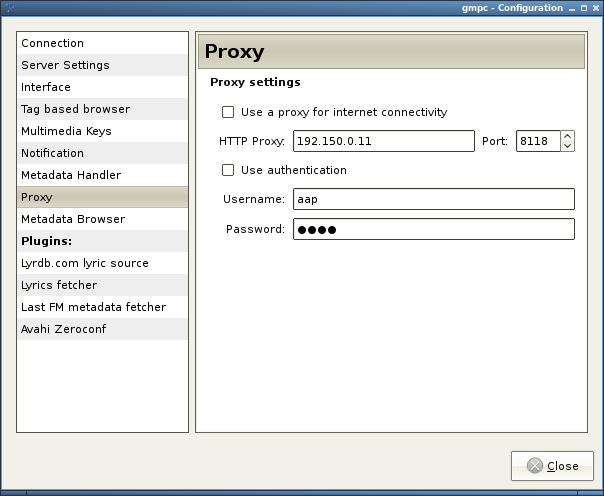 gmpc - Configuration
Connection
Server Settings
Interface
Tag based browser
Multimedia Keys
Notification
Metadata Handler
Proxy
Metadata Browser
Plugins:
Lyrdb.com lyric source
Lyrics fetcher
Last FM metadata fetcher
Avahi Zeroconf
Proxy
Proxy settings
Use a proxy for internet connectivity
HTTP Proxy: 192.150.0.11 Port: 8118
Use authentication
Username: aap
Password: ●●●●
Close